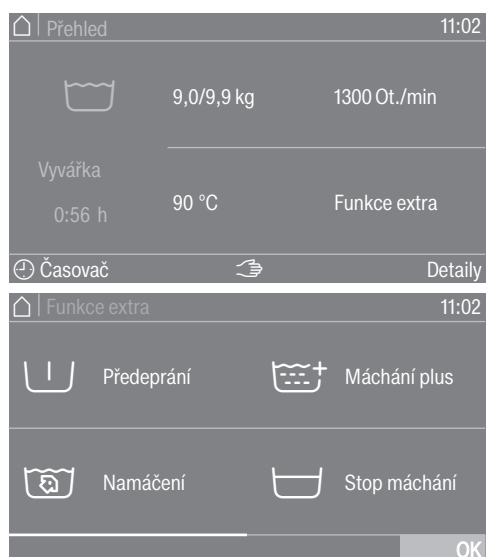 Přehled 11:02
9,0/9,9 kg 1300 Ot./min
Vyvářka
0:56 h
90 °C Funkce extra
Časovač Detaily
Funkce extra 11:02
Předeprání Máchání plus
Namáčení Stop máchání
OK